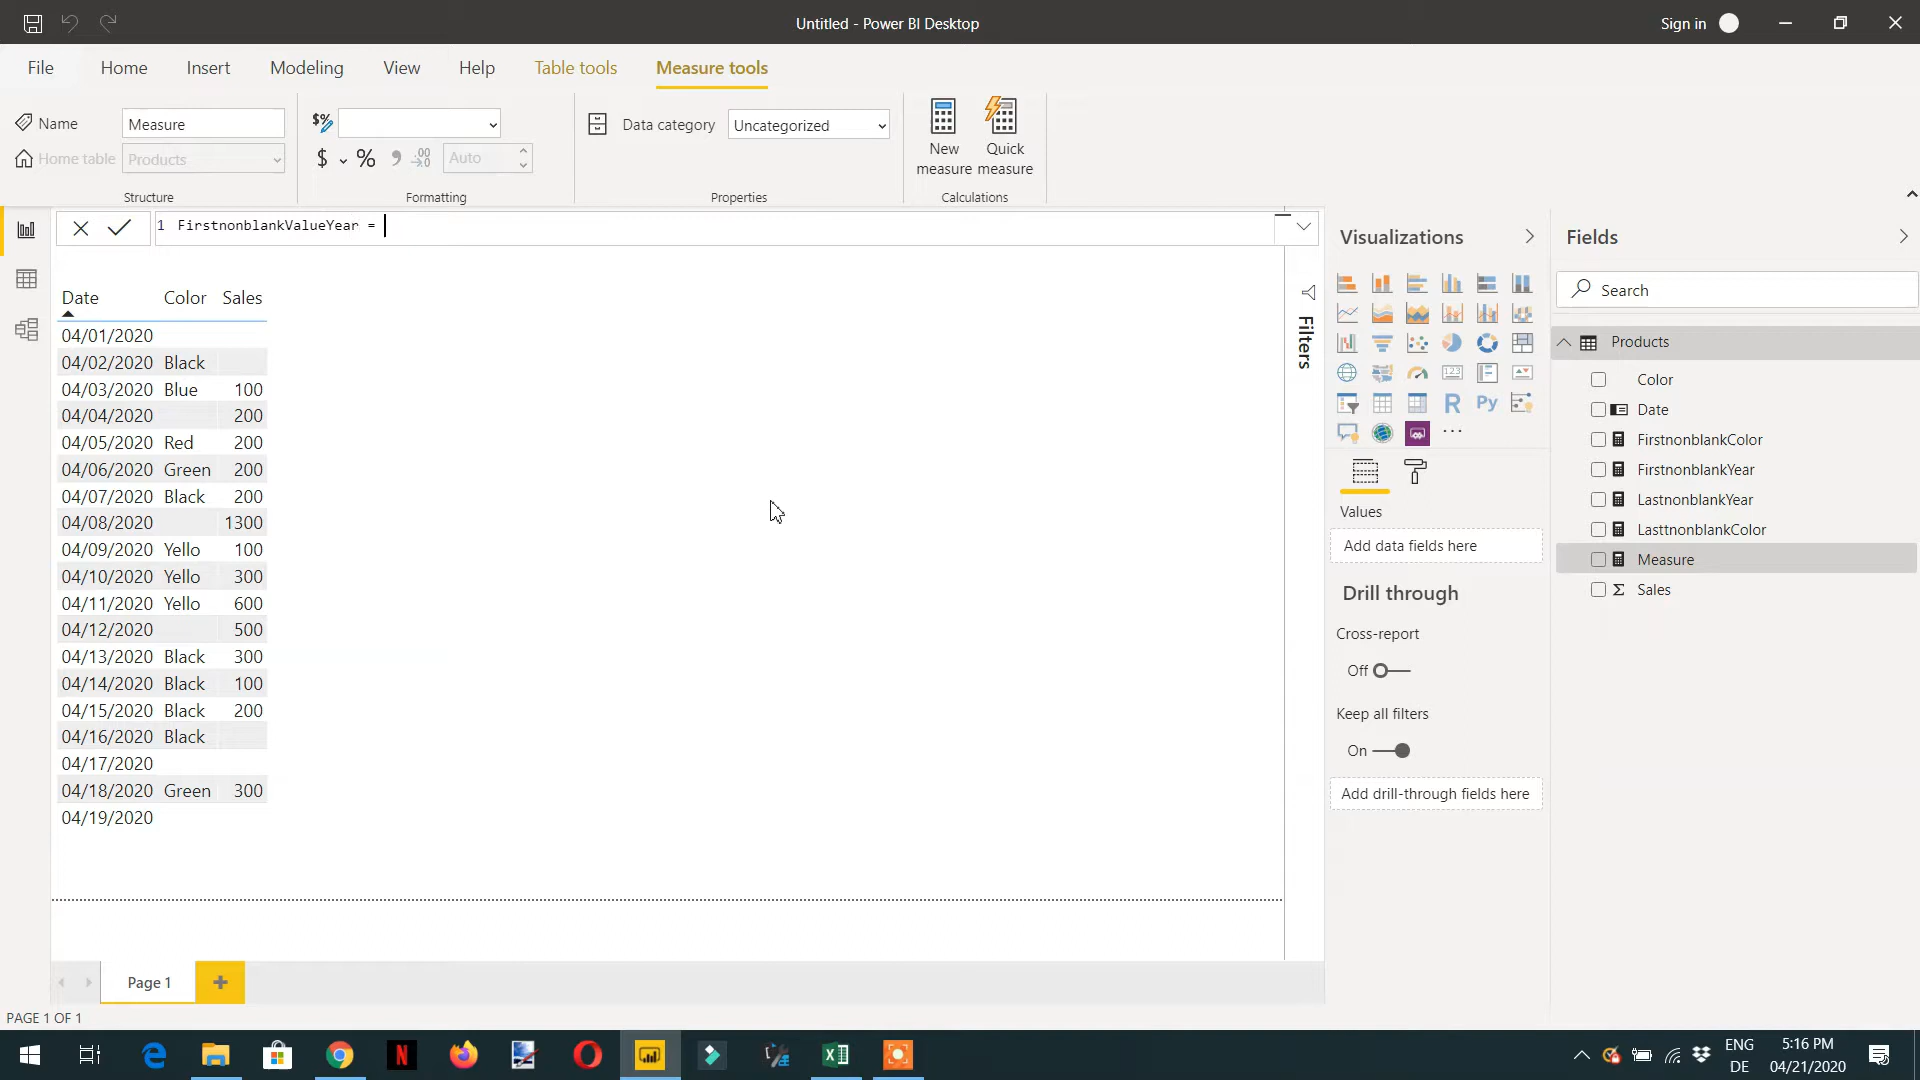 Untitled - Power BI Desktop
Sign in
File Home Insert Modeling View Help Table tools Measure tools
Name Measure
Home table Products
Structure
$ % Auto
Formatting
Data category Uncategorized
Properties
New measure
Quick measure
Calculations
1 FirstnonblankValueYear =
Date Color Sales
04/01/2020
04/02/2020 Black
04/03/2020 Blue 100
04/04/2020 200
04/05/2020 Red 200
04/06/2020 Green 200
04/07/2020 Black 200
04/08/2020 1300
04/09/2020 Yello 100
04/10/2020 Yello 300
04/11/2020 Yello 600
04/12/2020 500
04/13/2020 Black 300
04/14/2020 Black 100
04/15/2020 Black 200
04/16/2020 Black
04/17/2020
04/18/2020 Green 300
04/19/2020
Filters
Visualizations
R Py
123
...
Values
Add data fields here
Drill through
Cross-report
Off
Keep all filters
On
Add drill-through fields here
Fields
Search
Products
Color
Date
FirstnonblankColor
FirstnonblankYear
LastnonblankYear
LasttnonblankColor
Measure
Σ Sales
Page 1
+
PAGE 1 OF 1
N
ENG
DE
5:16 PM
04/21/2020